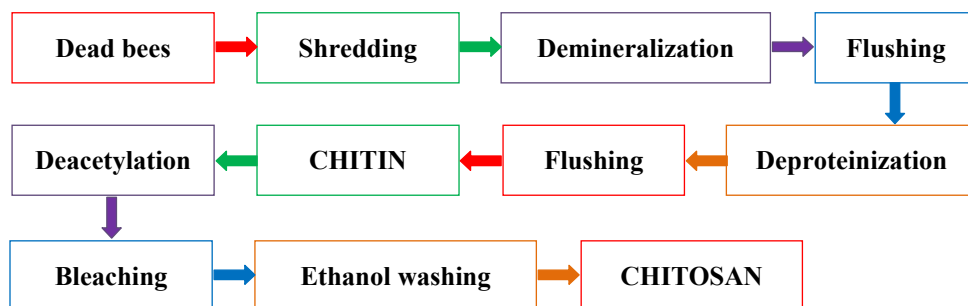 Dead bees
Shredding
Demineralization
Flushing
Deproteinization
Flushing
CHITIN
Deacetylation
Bleaching
Ethanol washing
CHITOSAN